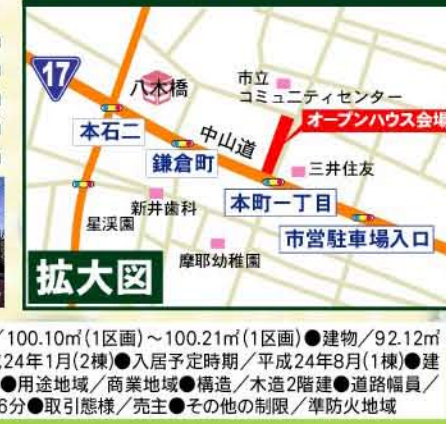 17
八木橋
市立
コミュニティセンター
オープンハウス会場
本石二
中山道
鎌倉町
三井住友
新井歯科
本町一丁目
星渓園
市営駐車場入口
摩耶幼稚園
拡大図
/100.10㎡(1区画)~100.21㎡(1区画)●建物/92.12㎡
24年1月(2棟)●入居予定時期/平成24年8月(1棟)●建
●用途地域/商業地域●構造/木造2階建●道路幅員/
6分●取引態様/売主●その他の制限/準防火地域